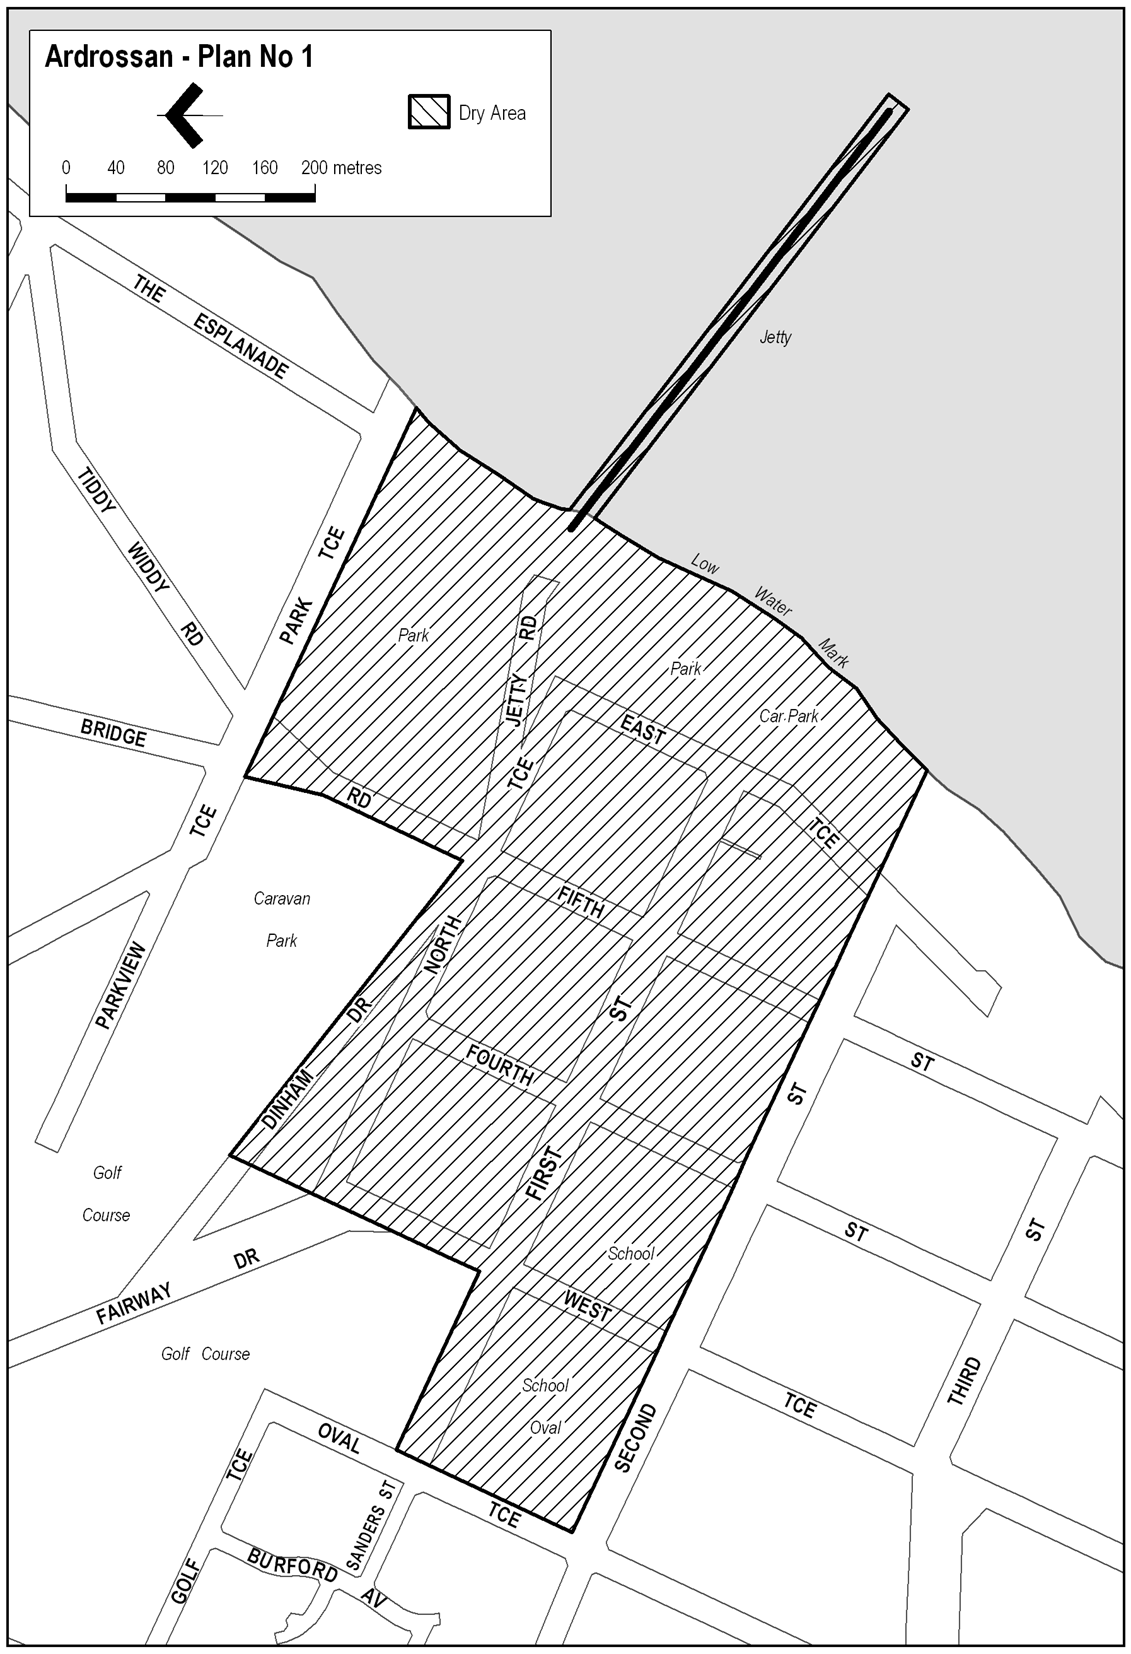 Ardrossan - Plan No 1
Dry Area
0 40 80 120 160 200 metres
THE
ESPLANADE
Jetty
TIDDY
WIDDY
RD
PARK
TCE
Low
Water
Mark
Park
JETTY
RD
Park
Car Park
BRIDGE
RD
EAST
TCE
TCE
TCE
Caravan
Park
FIFTH
NORTH
PARKVIEW
DR
DINHAM
ST
FOURTH
ST
ST
FIRST
Golf
Course
School
ST
ST
FAIRWAY
DR
WEST
Golf Course
School
Oval
TCE
THIRD
SECOND
OVAL
TCE
TCE
SANDERS ST
BURFORD
AV
GOLF